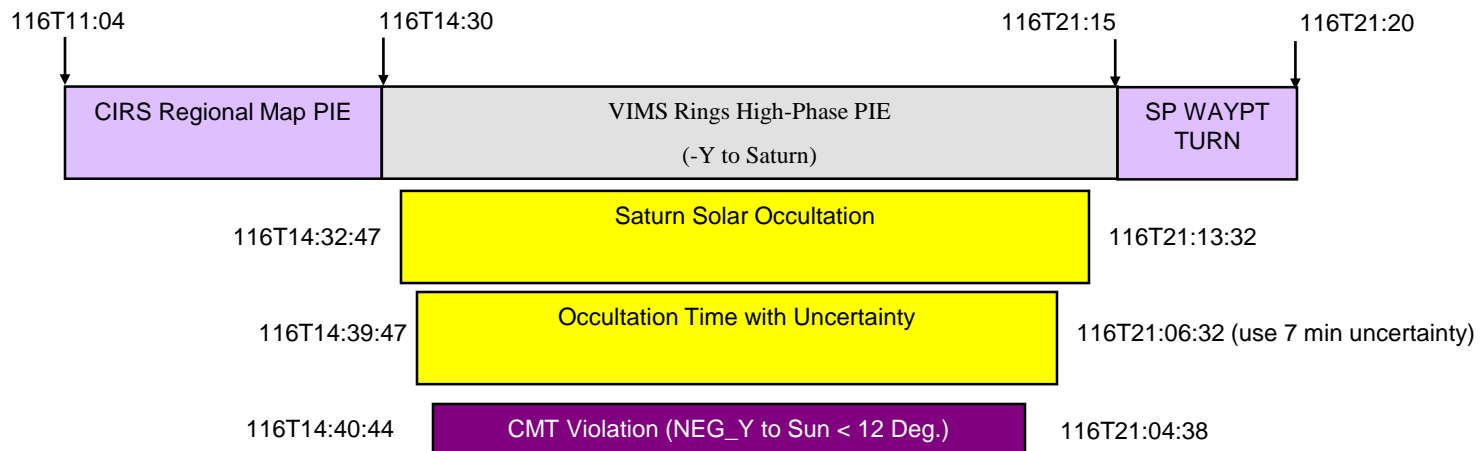 116T11:04
116T14:30
116T21:15
116T21:20
CIRS Regional Map PIE
VIMS Rings High-Phase PIE
(-Y to Saturn)
SP WAYPT
TURN
116T14:32:47
Saturn Solar Occultation
116T21:13:32
116T14:39:47
Occultation Time with Uncertainty
116T21:06:32 (use 7 min uncertainty)
116T14:40:44
CMT Violation (NEG_Y to Sun < 12 Deg.)
116T21:04:38